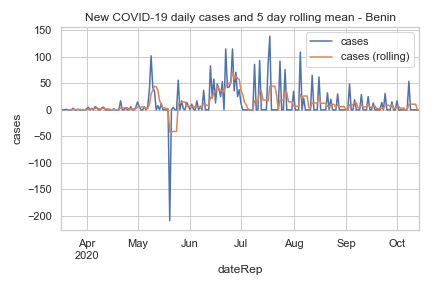 New COVID-19 daily cases and 5 day rolling mean - Benin
cases
cases (rolling)
150
100
50
0
−50
−100
−150
−200
cases
Apr
2020
May
Jun
Jul
Aug
Sep
Oct
dateRep